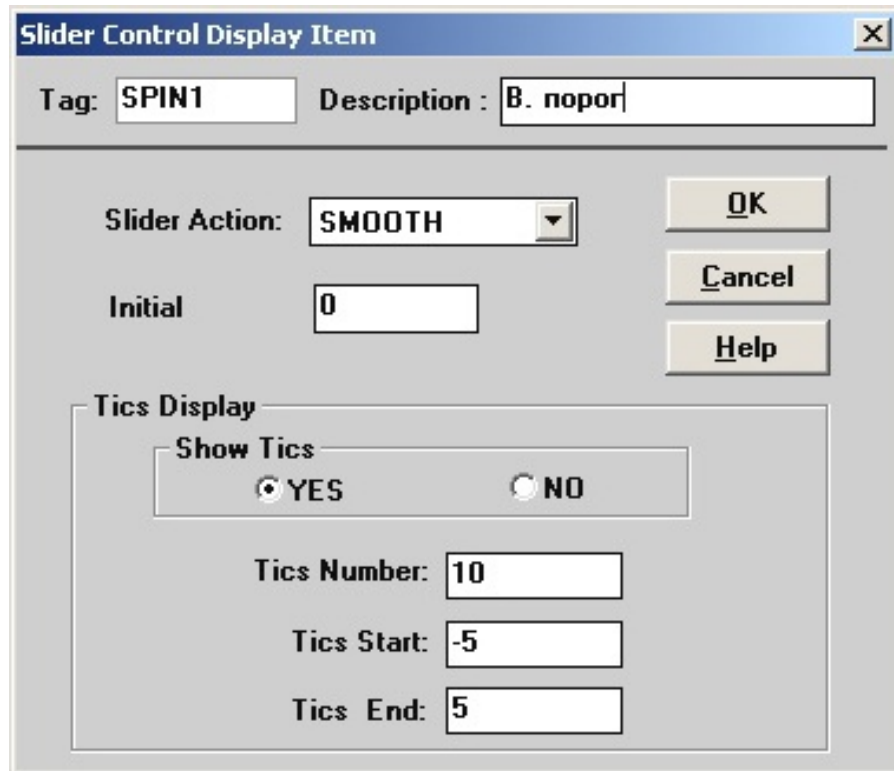 Slider Control Display Item
Tag: SPIN1 Description : В. порог
Slider Action: SMOOTH
OK
Initial 0
Cancel
Help
Tics Display
Show Tics
YES NO
Tics Number: 10
Tics Start: -5
Tics End: 5